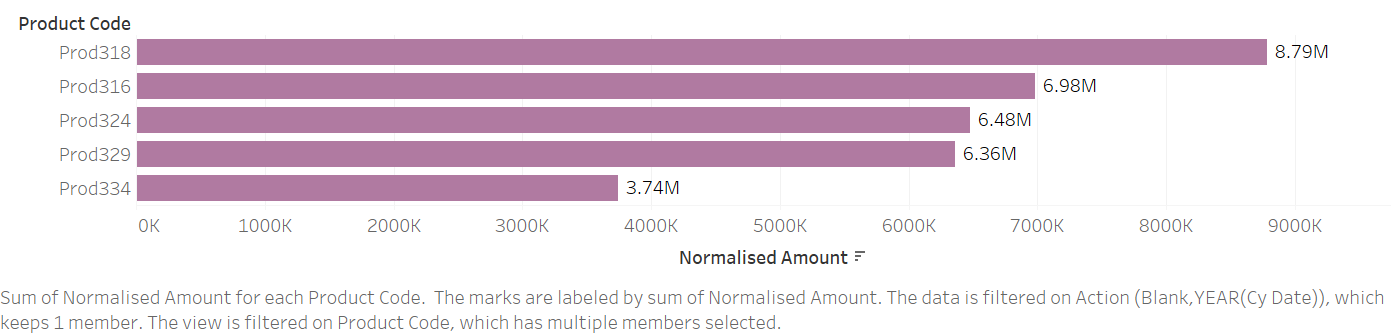 Product Code
Prod318 8.79M
Prod316 6.98M
Prod324 6.48M
Prod329 6.36M
Prod334 3.74M
0K 1000K 2000K 3000K 4000K 5000K 6000K 7000K 8000K 9000K
Normalised Amount
Sum of Normalised Amount for each Product Code. The marks are labeled by sum of Normalised Amount. The data is filtered on Action (Blank,YEAR(Cy Date)), which
keeps 1 member. The view is filtered on Product Code, which has multiple members selected.